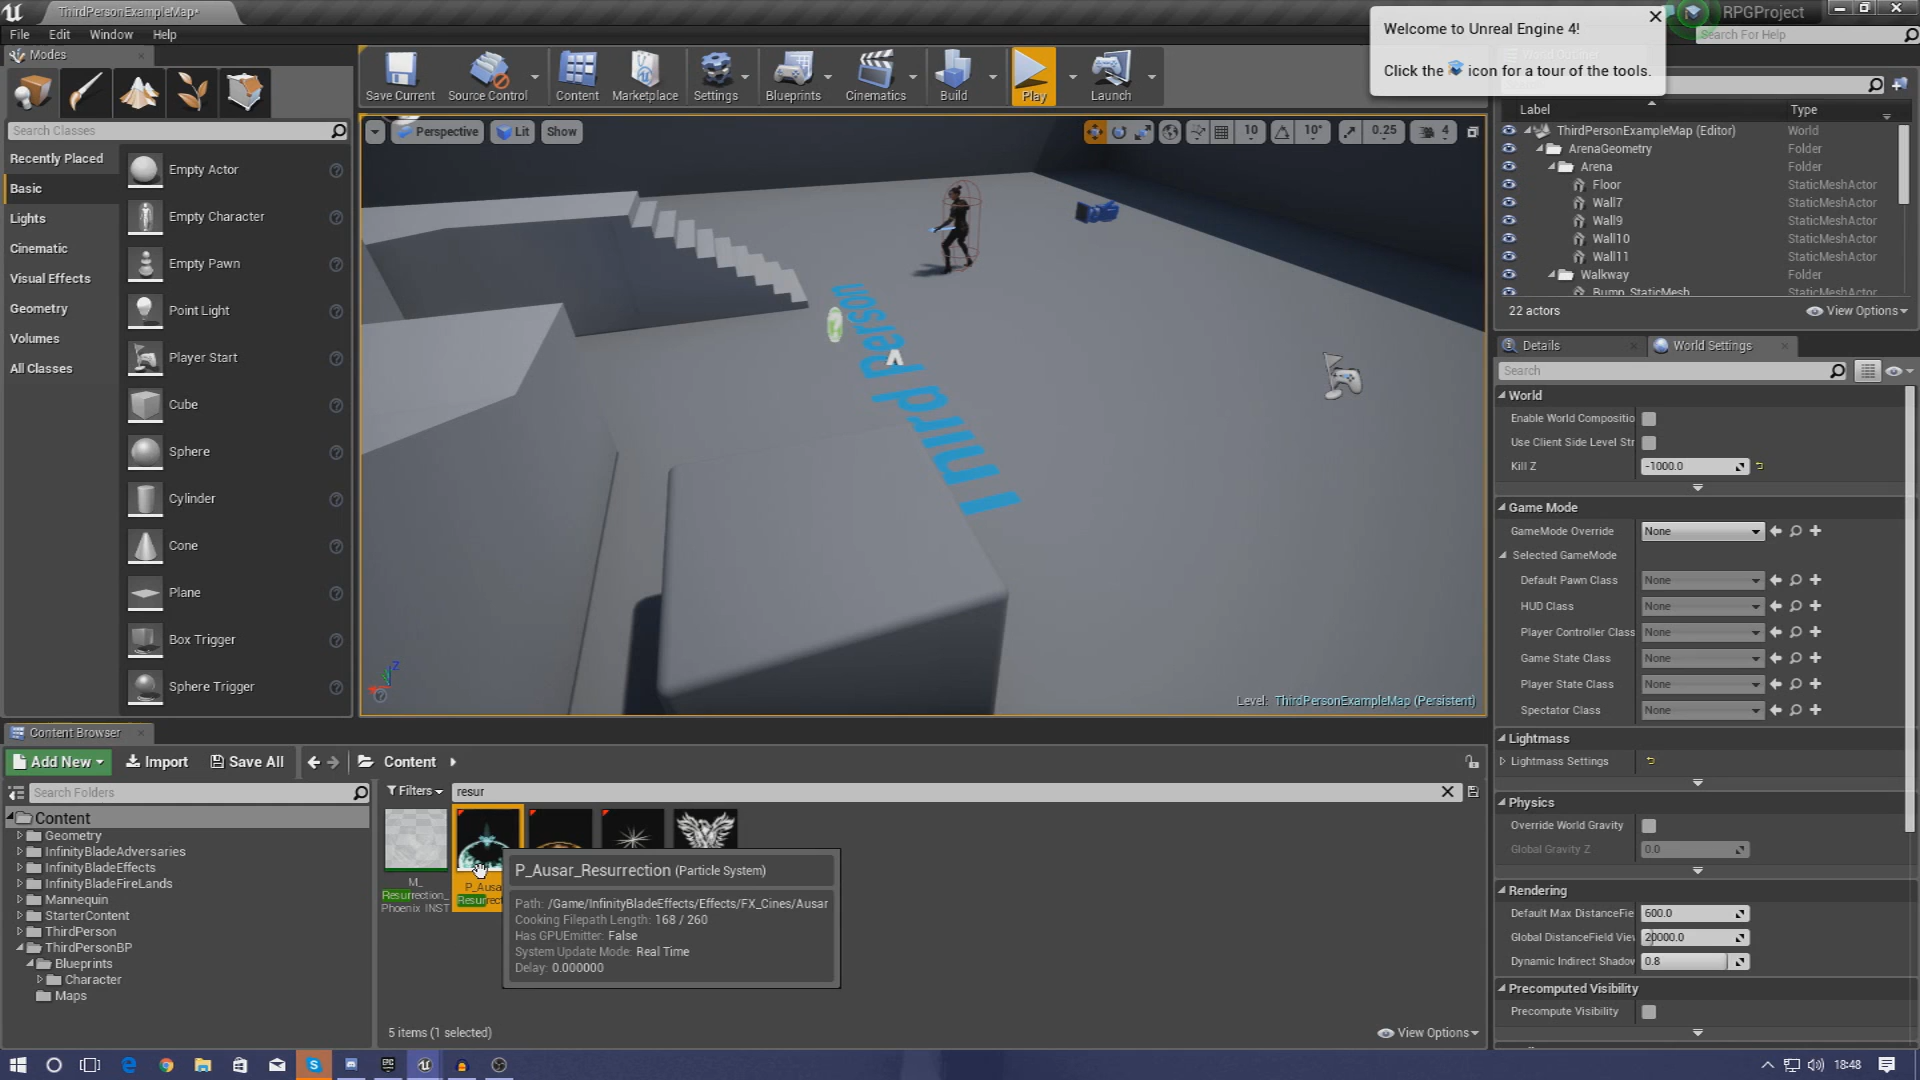 ThirdPersonExampleMap*
RPGProject
File Edit Window Help
Search For Help
Welcome to Unreal Engine 4!
Click the icon for a tour of the tools.
Modes
Search Classes
Recently Placed
Basic
Lights
Cinematic
Visual Effects
Geometry
Volumes
All Classes
Empty Actor
Empty Character
Empty Pawn
Point Light
Player Start
Cube
Sphere
Cylinder
Cone
Plane
Box Trigger
Sphere Trigger
Save Current
Source Control
Content
Marketplace
Settings
Blueprints
Cinematics
Build
Play
Launch
Perspective
Lit
Show
10
10°
0.25
4
Third Person
Level: ThirdPersonExampleMap (Persistent)
Label Type
ThirdPersonExampleMap (Editor) World
ArenaGeometry Folder
Arena Folder
Floor StaticMeshActor
Wall7 StaticMeshActor
Wall9 StaticMeshActor
Wall10 StaticMeshActor
Wall11 StaticMeshActor
Walkway Folder
Bump_StaticMesh StaticMeshActor
22 actors
View Options
Details
World Settings
Search
World
Enable World Compositio
Use Client Side Level Str
Kill Z -1000.0
Game Mode
GameMode Override None
Selected GameMode
Default Pawn Class None
HUD Class None
Player Controller Class None
Game State Class None
Player State Class None
Spectator Class None
Lightmass
Lightmass Settings
Physics
Override World Gravity
Global Gravity Z 0.0
Rendering
Default Max DistanceFie 600.0
Global DistanceField Vie 20000.0
Dynamic Indirect Shadow 0.8
Precomputed Visibility
Precompute Visibility
Content Browser
Add New
Import
Save All
Content
Search Folders
Filters
resur
Content
Geometry
InfinityBladeAdversaries
InfinityBladeEffects
InfinityBladeFireLands
Mannequin
StarterContent
ThirdPerson
ThirdPersonBP
Blueprints
Character
Maps
M_
Resurrection_
Phoenix_INST
P_Ausa
Resurrect
P_Ausar_Resurrection (Particle System)
Path: /Game/InfinityBladeEffects/Effects/FX_Cines/Ausar
Cooking Filepath Length: 168 / 260
Has GPUEmitter: False
System Update Mode: Real Time
Delay: 0.000000
5 items (1 selected)
View Options
18:48